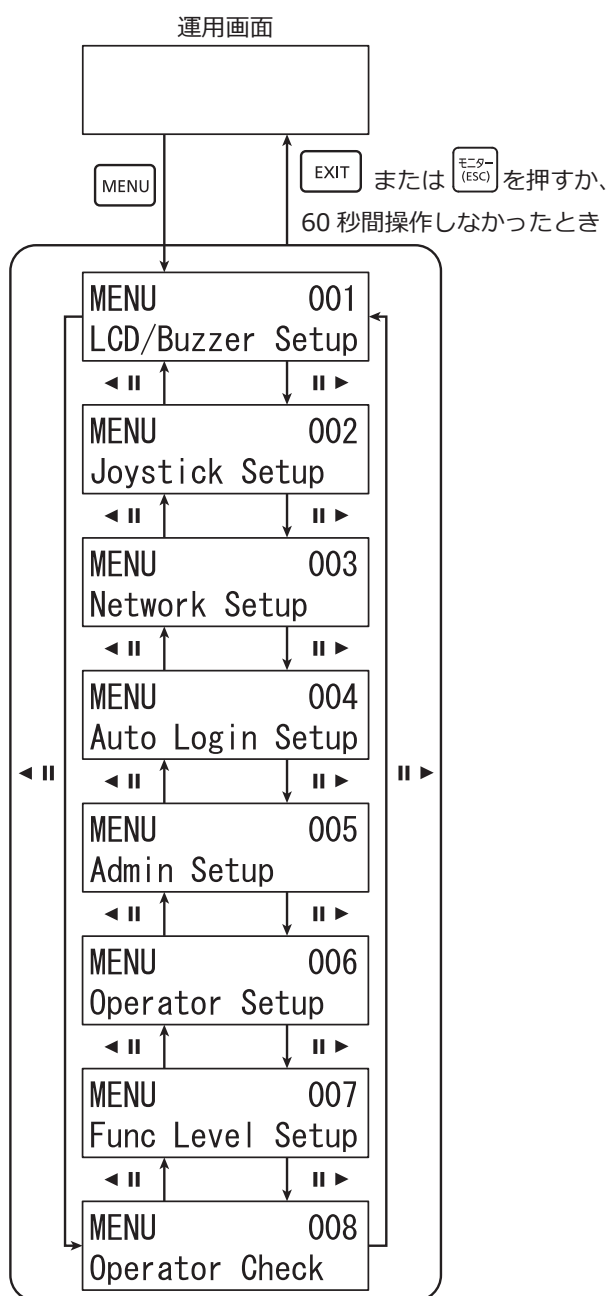 運用画面
MENU
EXIT または モニター (ESC) を押すか、
60 秒間操作しなかったとき
MENU 001
LCD/Buzzer Setup
◄ II II ►
MENU 002
Joystick Setup
◄ II II ►
MENU 003
Network Setup
◄ II II ►
MENU 004
Auto Login Setup
◄ II ◄ II II ► II ►
MENU 005
Admin Setup
◄ II II ►
MENU 006
Operator Setup
◄ II II ►
MENU 007
Func Level Setup
◄ II II ►
MENU 008
Operator Check